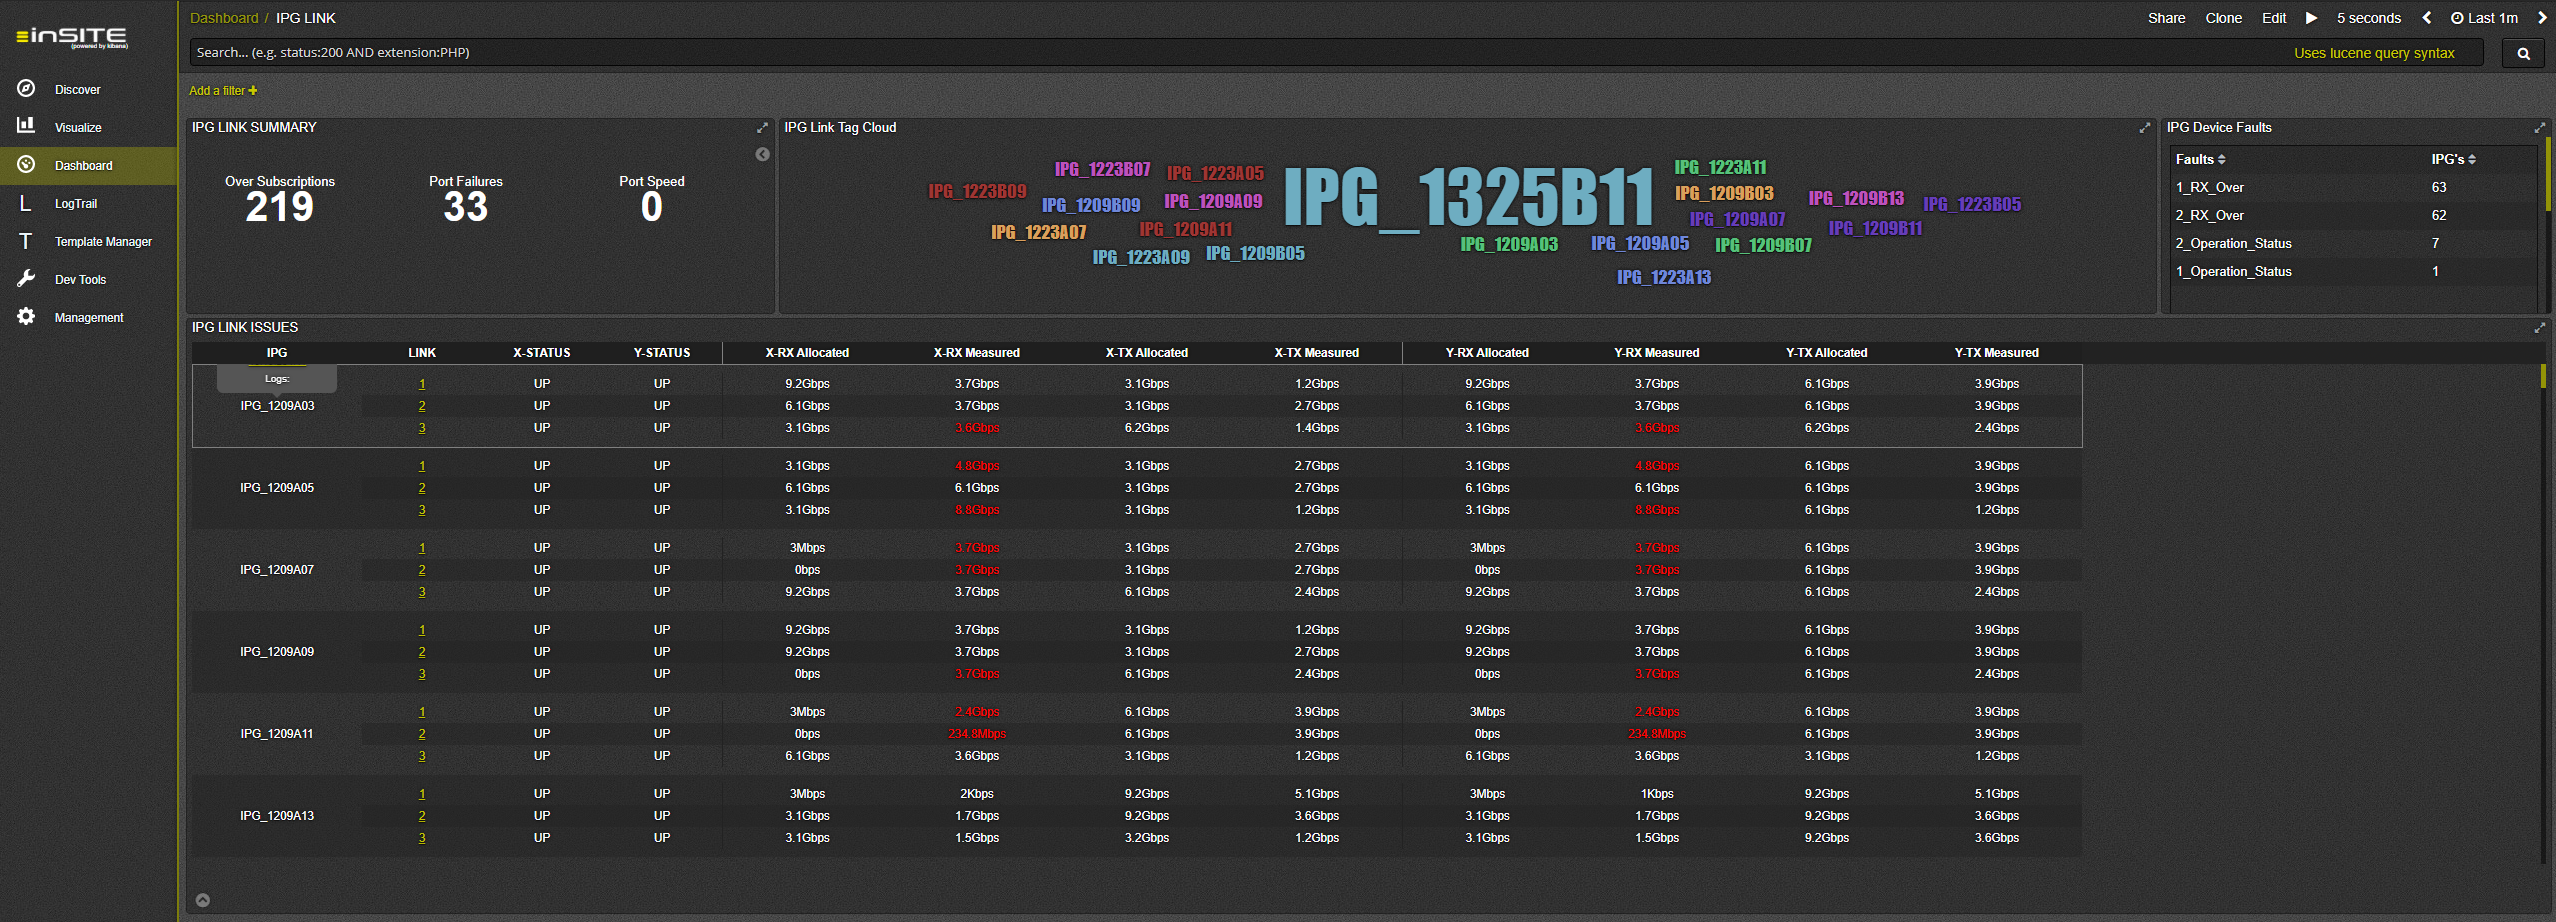 Dashboard / IPG LINK
Share Clone Edit 5 seconds Last 1m
inSITE
(powered by kibana)
Search... (e.g. status:200 AND extension:PHP) Uses lucene query syntax
Add a filter +
Discover
Visualize
Dashboard
L LogTrail
T Template Manager
Dev Tools
Management
IPG LINK SUMMARY
Over Subscriptions Port Failures Port Speed
219 33 0
IPG Link Tag Cloud
IPG_1223B07 IPG_1223A05 IPG_1325B11 IPG_1223A11
IPG_1223B09 IPG_1209B09 IPG_1209A09 IPG_1209B03 IPG_1209B13 IPG_1223B05
IPG_1223A07 IPG_1209A11 IPG_1209A07 IPG_1209B11
IPG_1223A09 IPG_1209B05 IPG_1209A03 IPG_1209A05 IPG_1209B07
IPG_1223A13
IPG Device Faults
Faults IPG's
1_RX_Over 63
2_RX_Over 62
2_Operation_Status 7
1_Operation_Status 1
IPG LINK ISSUES
IPG LINK X-STATUS Y-STATUS X-RX Allocated X-RX Measured X-TX Allocated X-TX Measured Y-RX Allocated Y-RX Measured Y-TX Allocated Y-TX Measured
Logs:
1 UP UP 9.2Gbps 3.7Gbps 3.1Gbps 1.2Gbps 9.2Gbps 3.7Gbps 6.1Gbps 3.9Gbps
IPG_1209A03 2 UP UP 6.1Gbps 3.7Gbps 3.1Gbps 2.7Gbps 6.1Gbps 3.7Gbps 6.1Gbps 3.9Gbps
3 UP UP 3.1Gbps 3.6Gbps 6.2Gbps 1.4Gbps 3.1Gbps 3.6Gbps 6.2Gbps 2.4Gbps
1 UP UP 3.1Gbps 4.8Gbps 3.1Gbps 2.7Gbps 3.1Gbps 4.8Gbps 6.1Gbps 3.9Gbps
IPG_1209A05 2 UP UP 6.1Gbps 6.1Gbps 3.1Gbps 2.7Gbps 6.1Gbps 6.1Gbps 6.1Gbps 3.9Gbps
3 UP UP 3.1Gbps 8.8Gbps 3.1Gbps 1.2Gbps 3.1Gbps 8.8Gbps 6.1Gbps 1.2Gbps
1 UP UP 3Mbps 3.7Gbps 3.1Gbps 2.7Gbps 3Mbps 3.7Gbps 6.1Gbps 3.9Gbps
IPG_1209A07 2 UP UP 0bps 3.7Gbps 3.1Gbps 2.7Gbps 0bps 3.7Gbps 6.1Gbps 3.9Gbps
3 UP UP 9.2Gbps 3.7Gbps 6.1Gbps 2.4Gbps 9.2Gbps 3.7Gbps 6.1Gbps 2.4Gbps
1 UP UP 9.2Gbps 3.7Gbps 3.1Gbps 1.2Gbps 9.2Gbps 3.7Gbps 6.1Gbps 3.9Gbps
IPG_1209A09 2 UP UP 9.2Gbps 3.7Gbps 3.1Gbps 2.7Gbps 9.2Gbps 3.7Gbps 6.1Gbps 3.9Gbps
3 UP UP 0bps 3.7Gbps 6.1Gbps 2.4Gbps 0bps 3.7Gbps 6.1Gbps 2.4Gbps
1 UP UP 3Mbps 2.4Gbps 6.1Gbps 3.9Gbps 3Mbps 2.4Gbps 6.1Gbps 3.9Gbps
IPG_1209A11 2 UP UP 0bps 234.8Mbps 6.1Gbps 3.9Gbps 0bps 234.8Mbps 6.1Gbps 3.9Gbps
3 UP UP 6.1Gbps 3.6Gbps 3.1Gbps 1.2Gbps 6.1Gbps 3.6Gbps 3.1Gbps 1.2Gbps
1 UP UP 3Mbps 2Kbps 9.2Gbps 5.1Gbps 3Mbps 1Kbps 9.2Gbps 5.1Gbps
IPG_1209A13 2 UP UP 3.1Gbps 1.7Gbps 9.2Gbps 3.6Gbps 3.1Gbps 1.7Gbps 9.2Gbps 3.6Gbps
3 UP UP 3.1Gbps 1.5Gbps 3.2Gbps 1.2Gbps 3.1Gbps 1.5Gbps 9.2Gbps 3.6Gbps